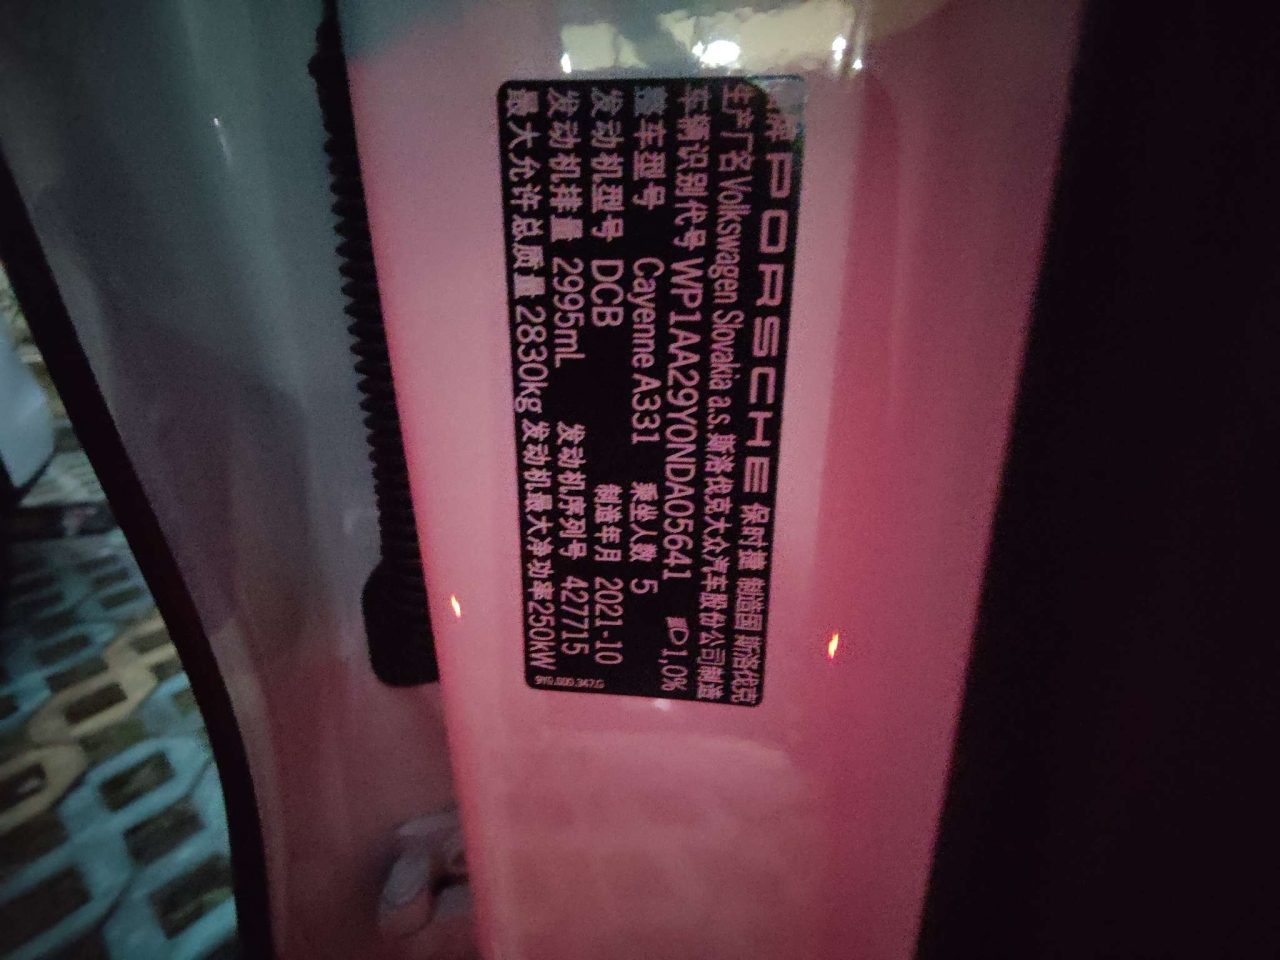 品牌 PORSCHE 保时捷 制造国 斯洛伐克
生产厂名 Volkswagen Slovakia a.s.斯洛伐克大众汽车股份公司制造
车辆识别代号 WP1AA29Y0NDA05641 1,0%
整车型号 Cayenne A331 乘坐人数 5
发动机型号 DCB 制造年月 2021-10
发动机排量 2995mL 发动机序列号 427715
最大允许总质量 2830kg 发动机最大净功率250kW
9Y0.000.347.G